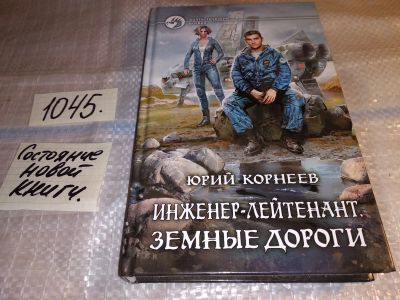 1045.
Состояние
новой
книги.
ЮРИЙ КОРНЕЕВ
ИНЖЕНЕР-ЛЕЙТЕНАНТ.
ЗЕМНЫЕ ДОРОГИ